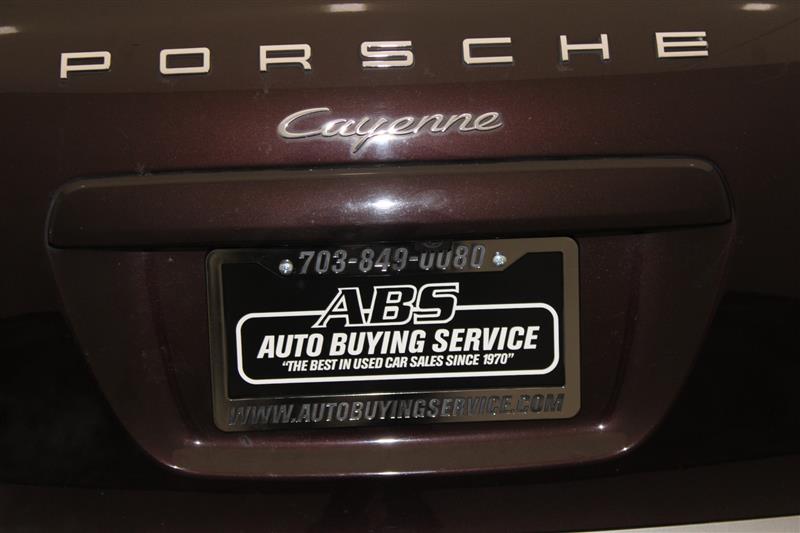 PORSCHE
Cayenne
703-849-0080
ABS
AUTO BUYING SERVICE
"THE BEST IN USED CAR SALES SINCE 1970"
WWW.AUTOBUYINGSERVICE.COM